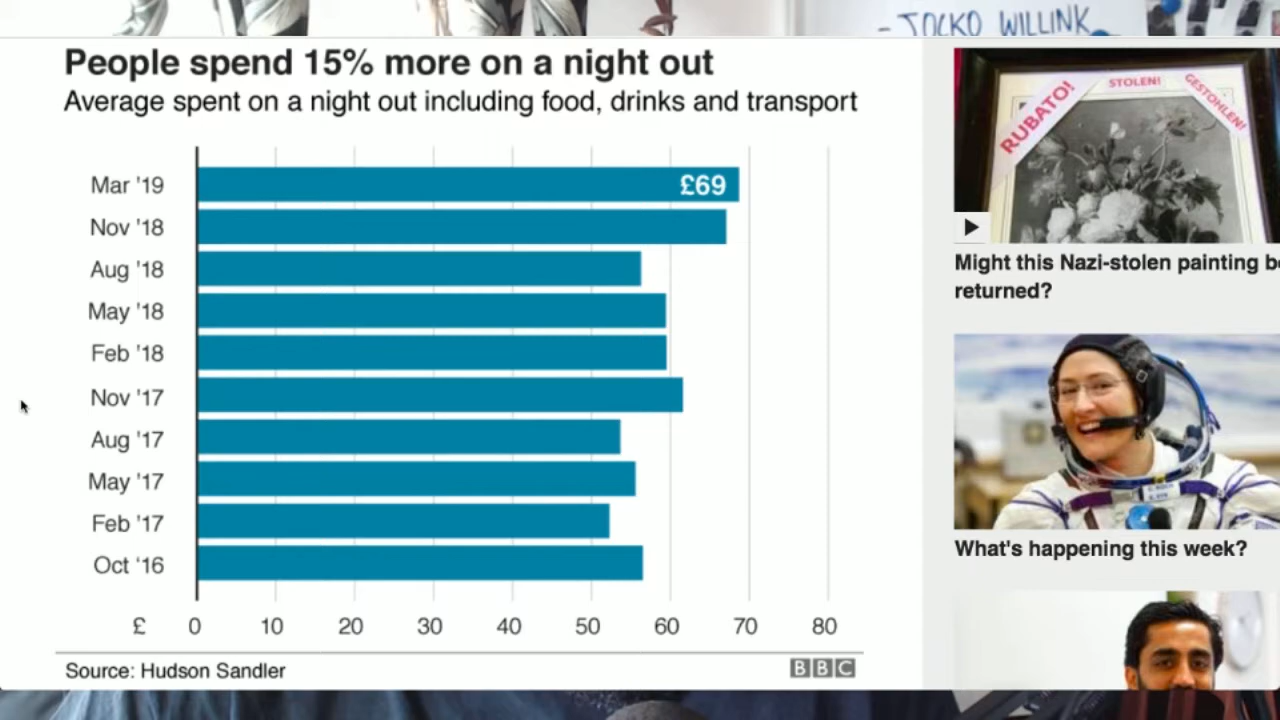 - JOCKO WILLINK
People spend 15% more on a night out
Average spent on a night out including food, drinks and transport
Mar '19
£69
Nov '18
Aug '18
May '18
Feb '18
Nov '17
Aug '17
May '17
Feb '17
Oct '16
£ 0 10 20 30 40 50 60 70 80
Source: Hudson Sandler
BBC
RUBATO!
STOLEN!
GESTOHLEN!
Might this Nazi-stolen painting b
returned?
What's happening this week?